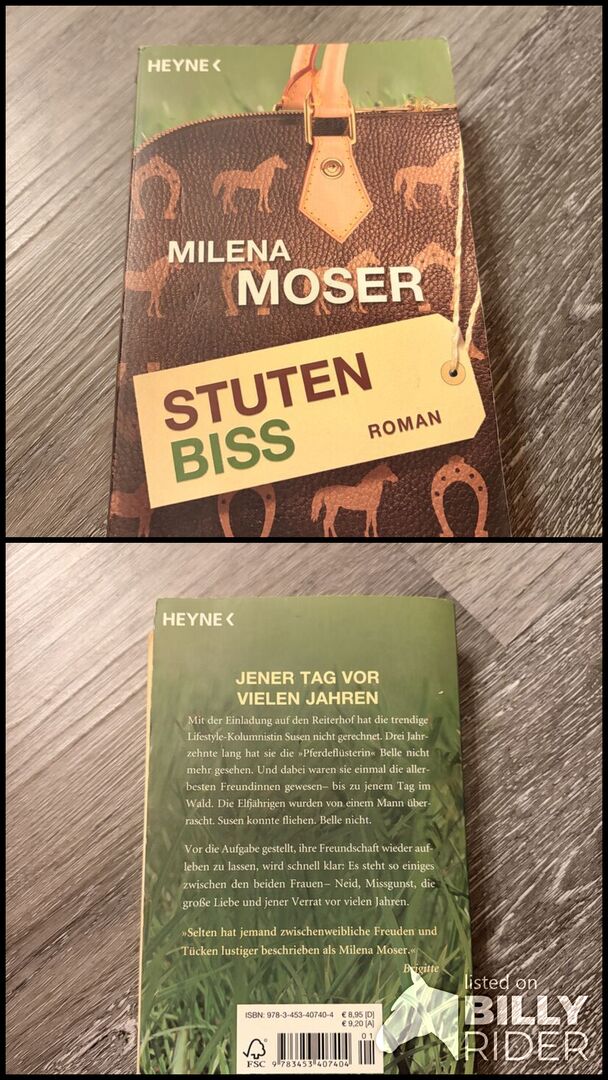 HEYNE<
MILENA
MOSER
STUTEN
BISS
ROMAN
HEYNE<
JENER TAG VOR
VIELEN JAHREN
Mit der Einladung auf den Reiterhof hat die trendige
Lifestyle-Kolumnistin Susen nicht gerechnet. Drei Jahr-
zehnte lang hat sie die »Pferdeflüsterin« Belle nicht
mehr gesehen. Und dabei waren sie einmal die aller-
besten Freundinnen gewesen– bis zu jenem Tag im
Wald. Die Elfjährigen wurden von einem Mann über-
rascht. Susen konnte fliehen. Belle nicht.
Vor die Aufgabe gestellt, ihre Freundschaft wieder auf-
leben zu lassen, wird schnell klar: Es steht so einiges
zwischen den beiden Frauen– Neid, Missgunst, die
große Liebe und jener Verrat vor vielen Jahren.
»Selten hat jemand zwischenweibliche Freuden und
Tücken lustiger beschrieben als Milena Moser.«
Brigitte
ISBN: 978-3-453-40740-4
€ 8,95 [D]
€ 9,20 [A]
01
FSC
9 783453 407404
listed on
BILLY
RIDER